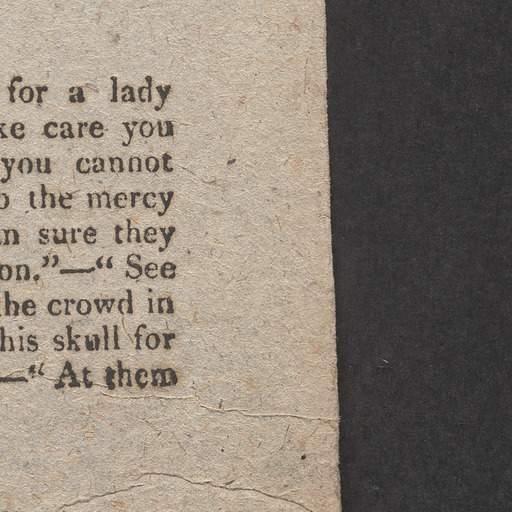 for a lady
ke care you
you cannot
o the mercy
n sure they
on."—" See
he crowd in
his skull for
—" At them